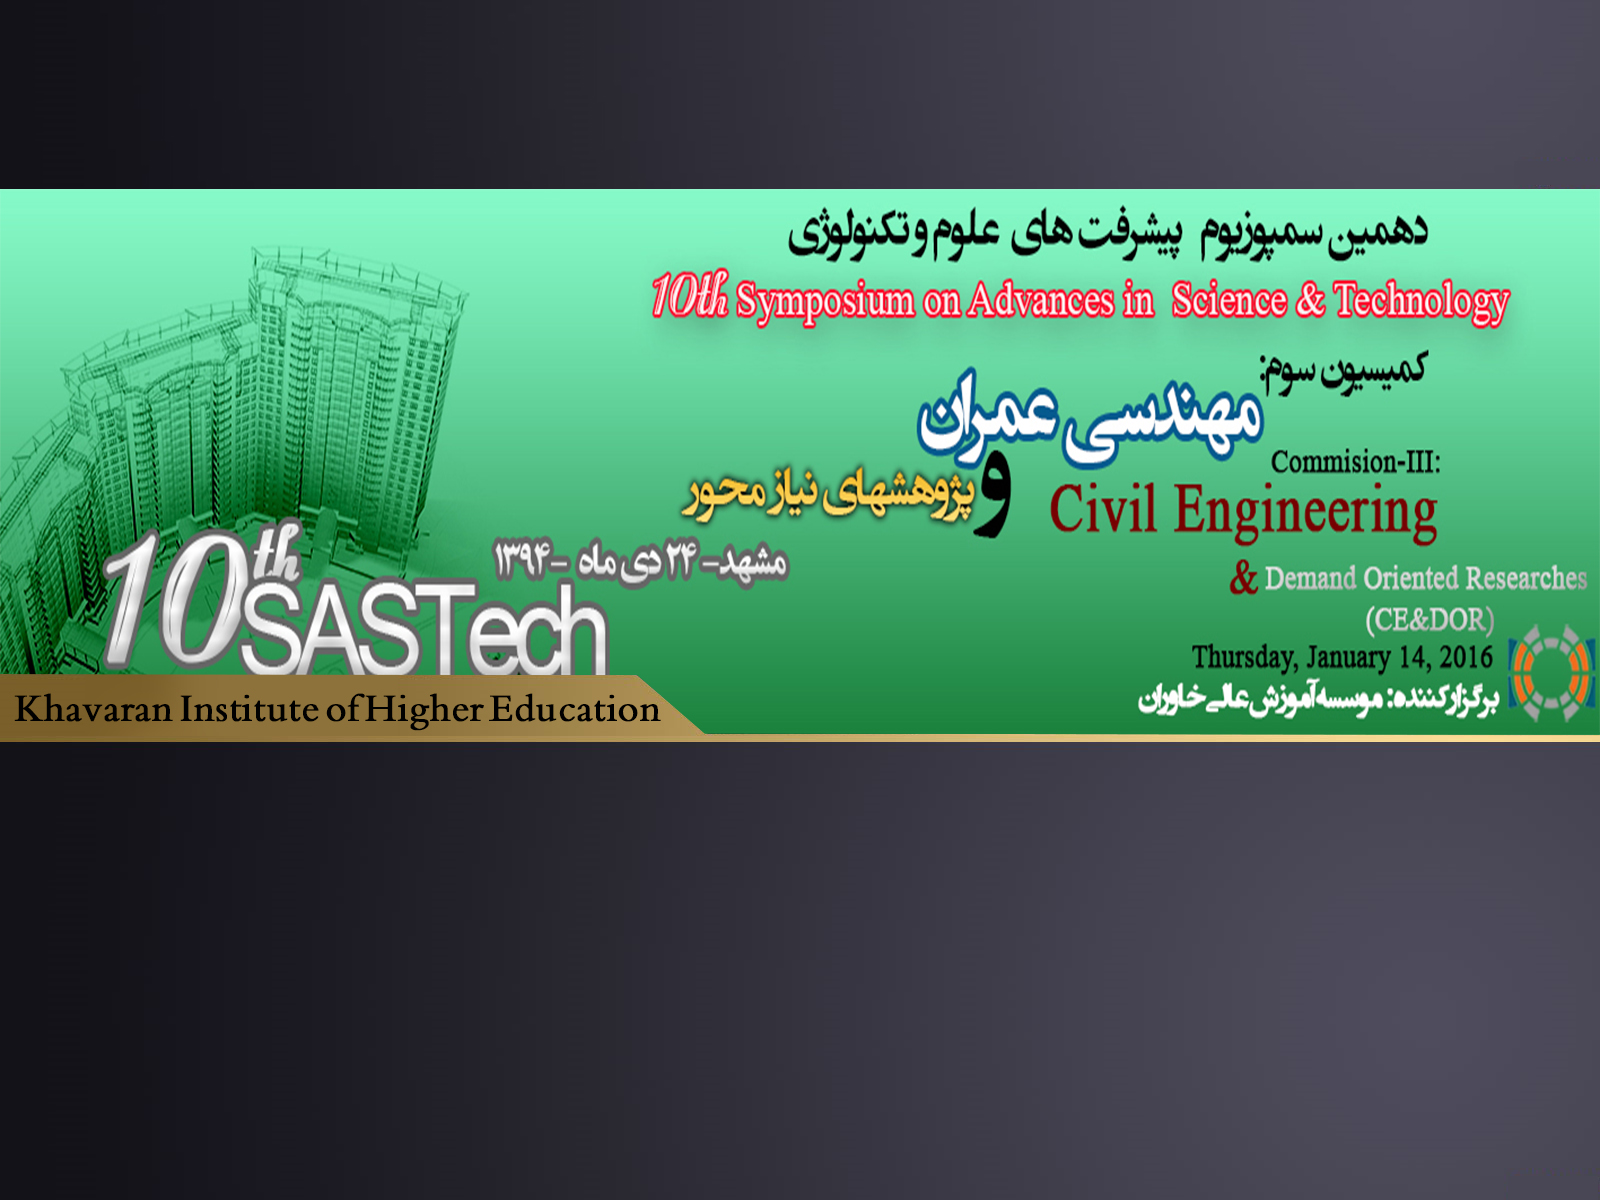 دهمین سمپوزیوم پیشرفت های علوم و تکنولوژی
10th Symposium on Advances in Science & Technology
کمیسیون سوم:
مهندسی عمران
و
پژوهشهای نیاز محور
مشهد- ۲۴ دی ماه -۱۳۹۴
Commision-III:
Civil Engineering
& Demand Oriented Researches
(CE&DOR)
Thursday, January 14, 2016
برگزار کننده: موسسه آموزش عالی خاوران
10th SASTech
Khavaran Institute of Higher Education